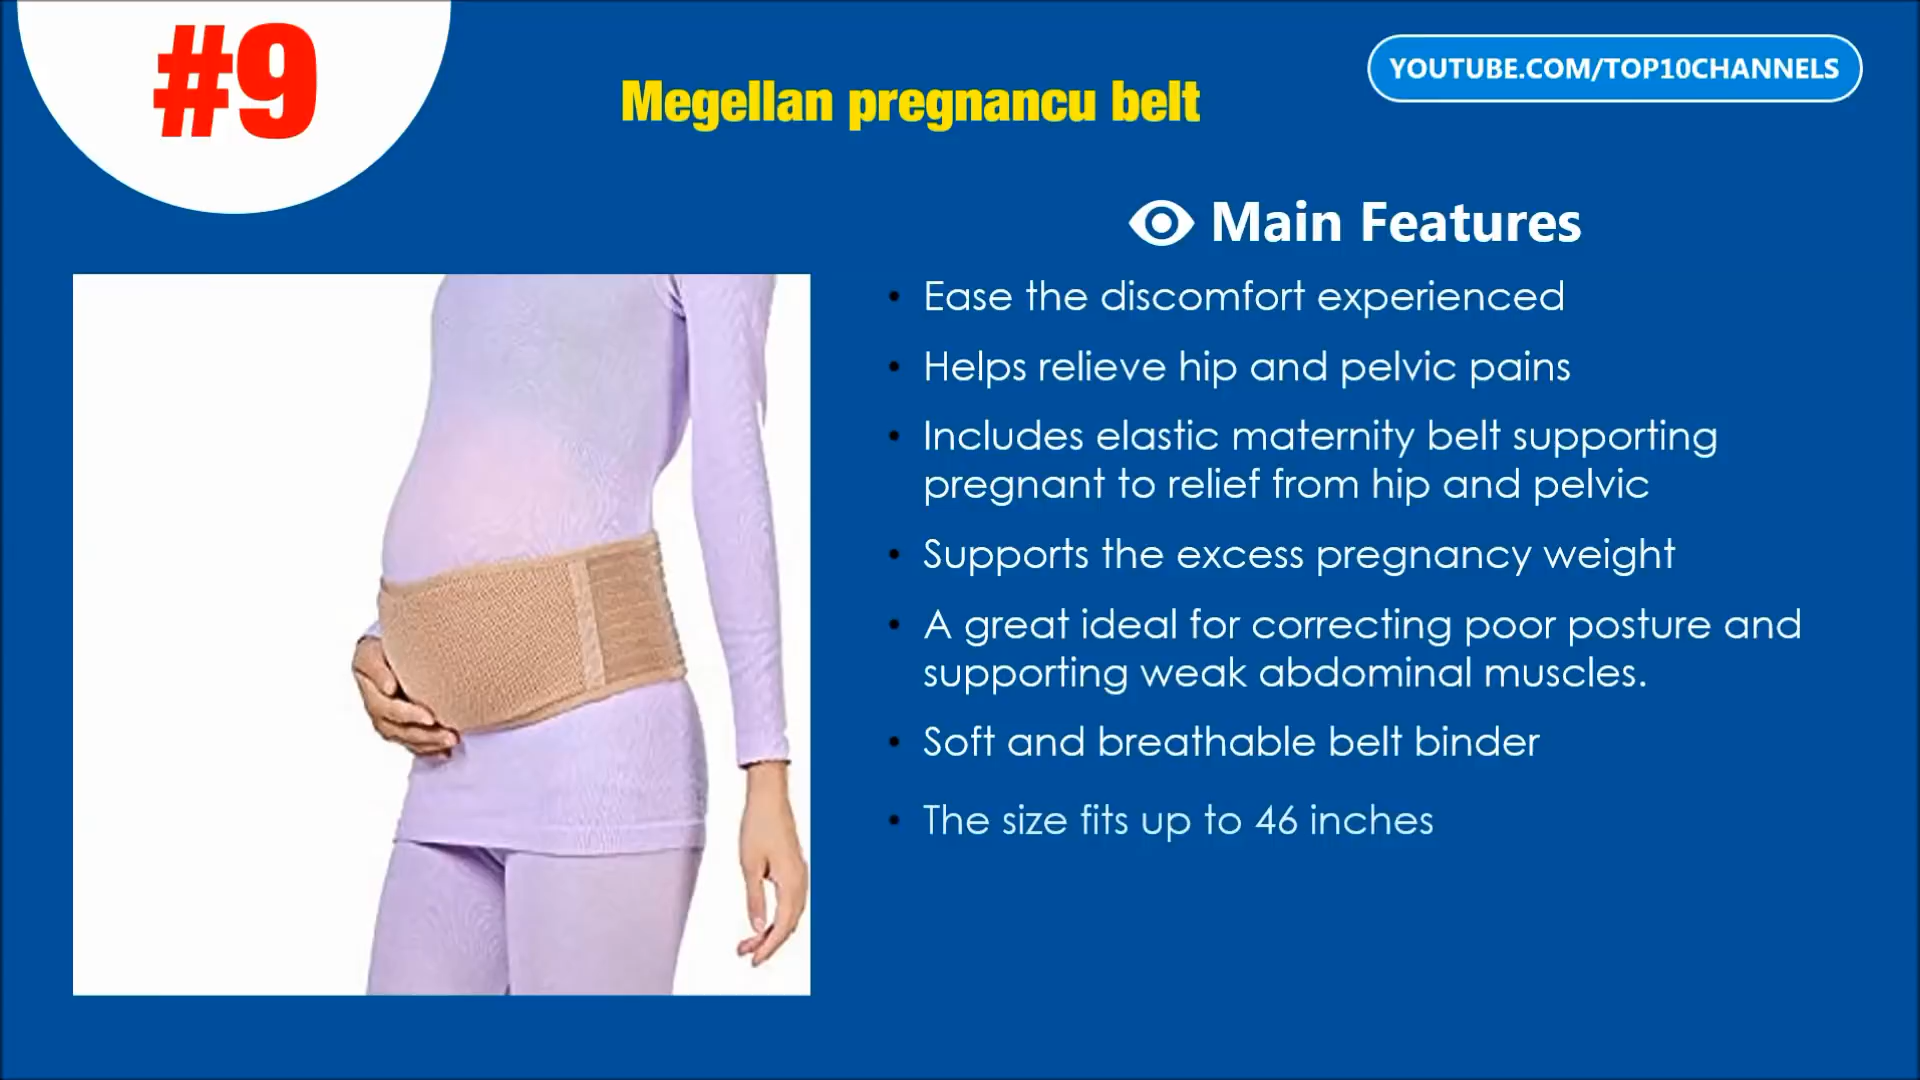 #9
Megellan pregnancu belt
YOUTUBE.COM/TOP10CHANNELS
Main Features
• Ease the discomfort experienced
• Helps relieve hip and pelvic pains
• Includes elastic maternity belt supporting
pregnant to relief from hip and pelvic
• Supports the excess pregnancy weight
• A great ideal for correcting poor posture and
supporting weak abdominal muscles.
• Soft and breathable belt binder
• The size fits up to 46 inches